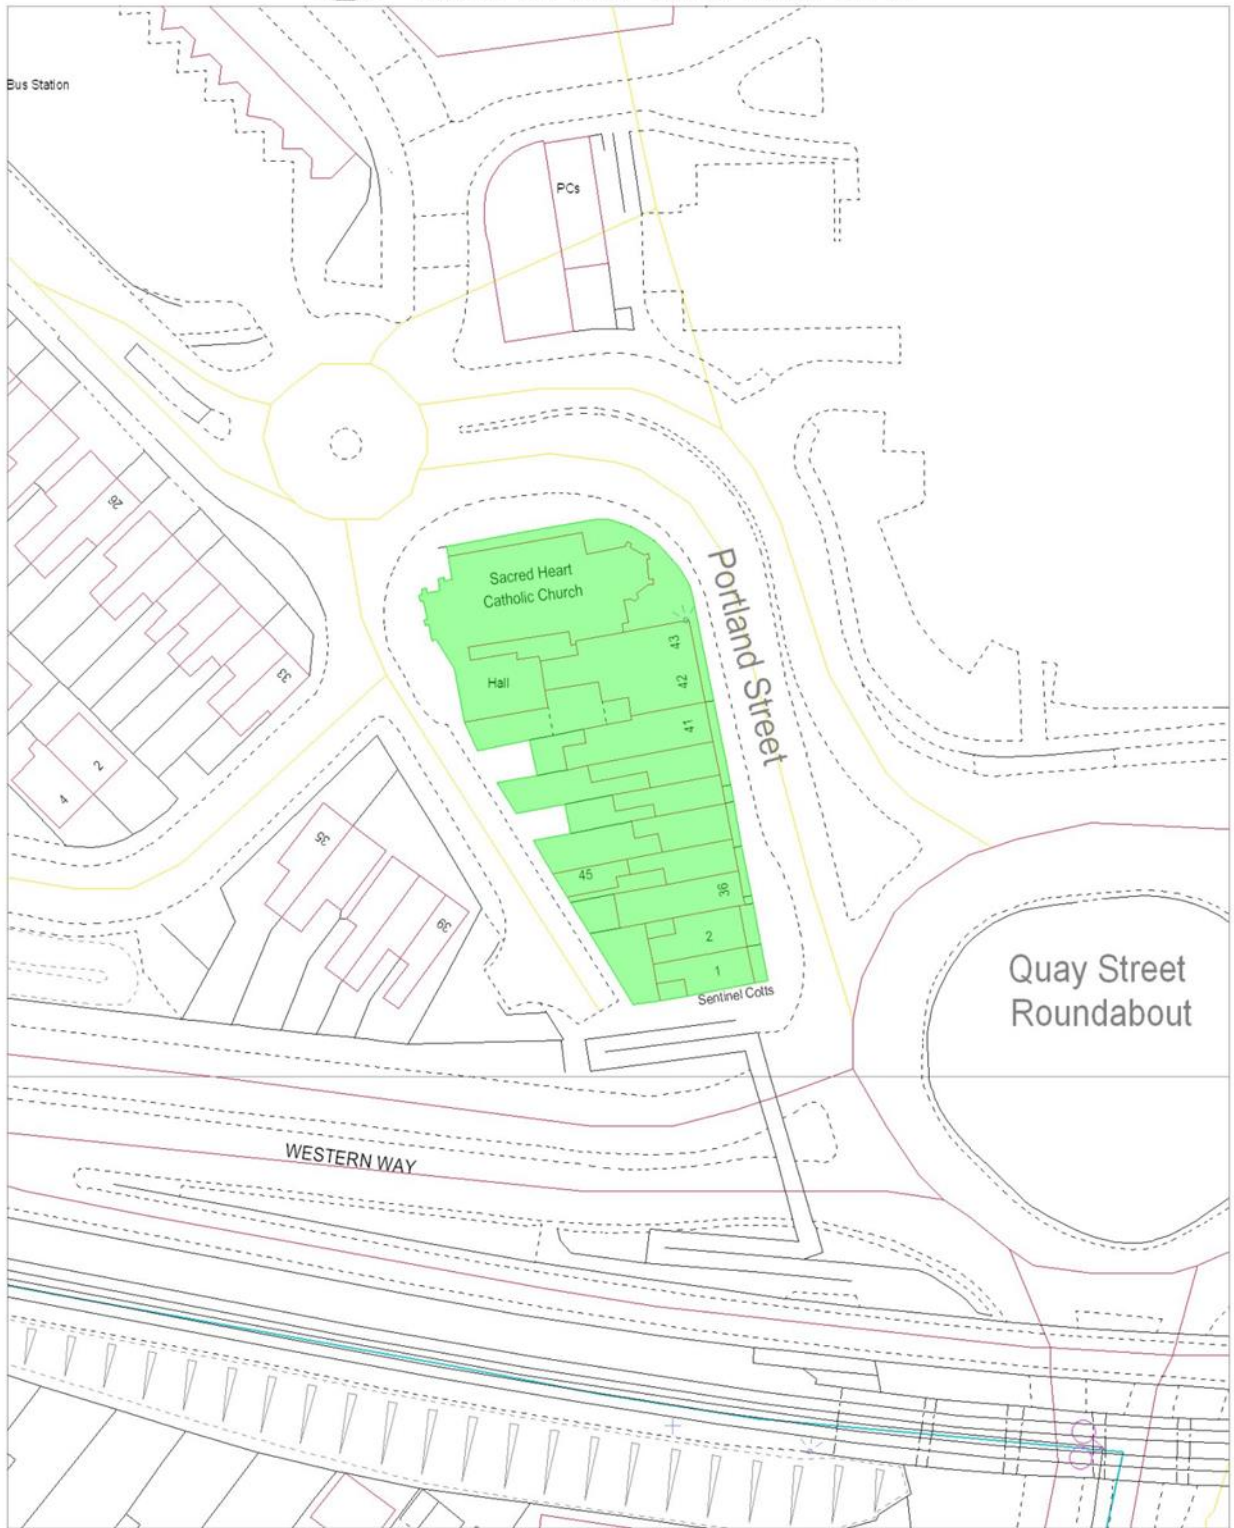 Bus Station
PCs
26
Sacred Heart
Catholic Church
Portland Street
43
33
Hall
42
41
2
4
35
45
36
39
2
1
Sentinel Cotts
Quay Street
Roundabout
WESTERN WAY